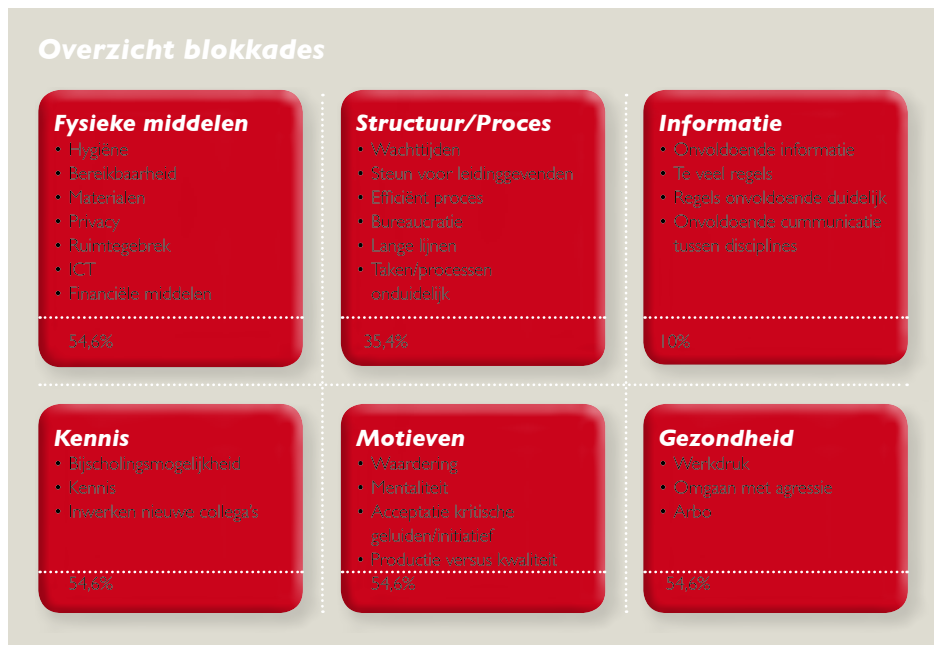 Overzicht blokkades
Fysieke middelen
• Hygiëne
• Bereikbaarheid
• Materialen
• Privacy
• Ruimtegebrek
• ICT
• Financiële middelen
54,6%
Structuur/Proces
• Wachttijden
• Steun voor leidinggevenden
• Efficiënt proces
• Bureaucratie
• Lange lijnen
• Taken/processen
onduidelijk
35,4%
Informatie
• Onvoldoende informatie
• Te veel regels
• Regels onvoldoende duidelijk
• Onvoldoende communicatie
tussen disciplines
10%
Kennis
• Bijscholingsmogelijkheid
• Kennis
• Inwerken nieuwe collega's
54,6%
Motieven
• Waardering
• Mentaliteit
• Acceptatie kritische
geluiden/initiatief
• Productie versus kwaliteit
54,6%
Gezondheid
• Werkdruk
• Omgaan met agressie
• Arbo
54,6%